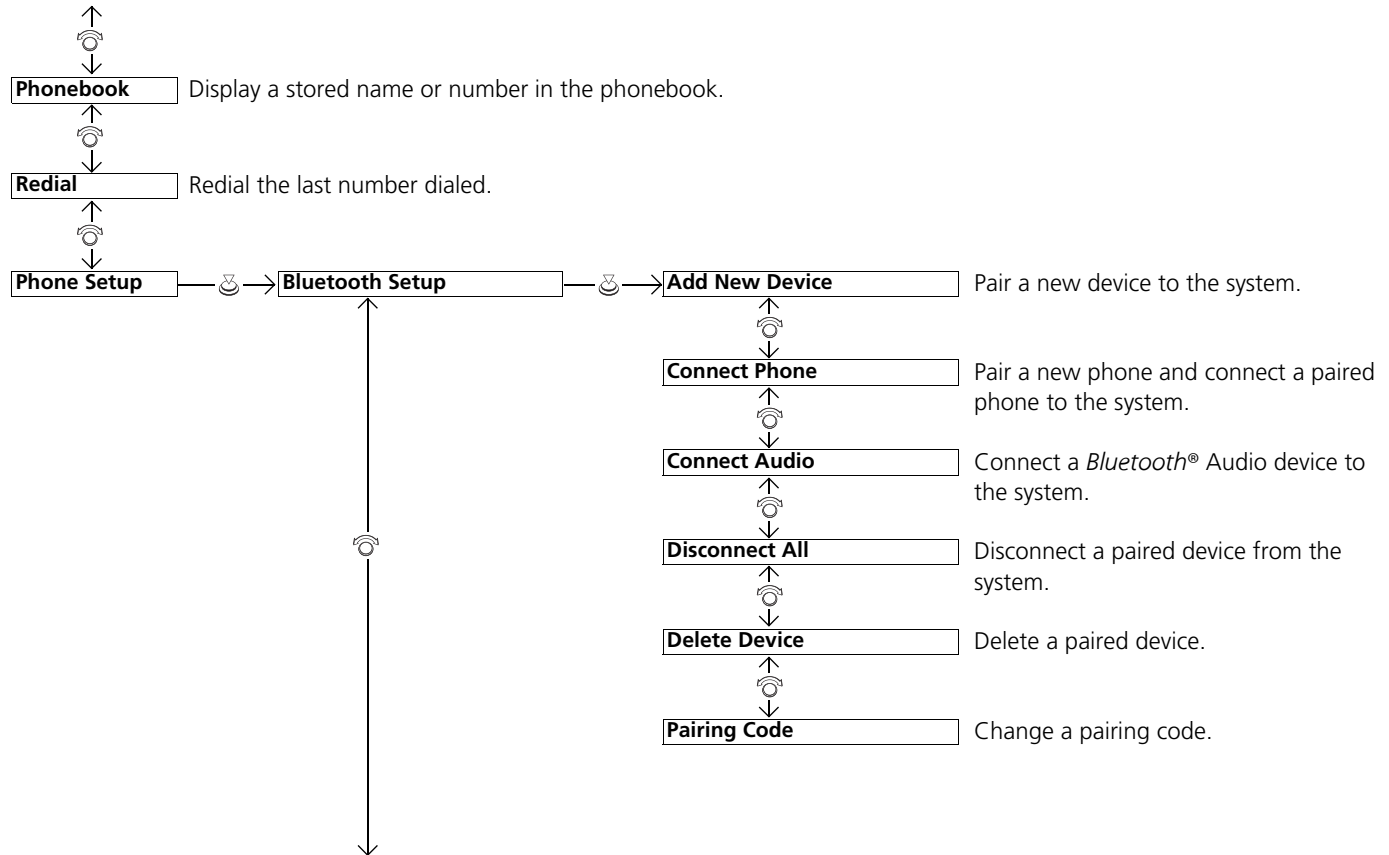 Phonebook Display a stored name or number in the phonebook.
Redial Redial the last number dialed.
Phone Setup Bluetooth Setup Add New Device Pair a new device to the system.
Connect Phone Pair a new phone and connect a paired
phone to the system.
Connect Audio Connect a Bluetooth® Audio device to
the system.
Disconnect All Disconnect a paired device from the
system.
Delete Device Delete a paired device.
Pairing Code Change a pairing code.